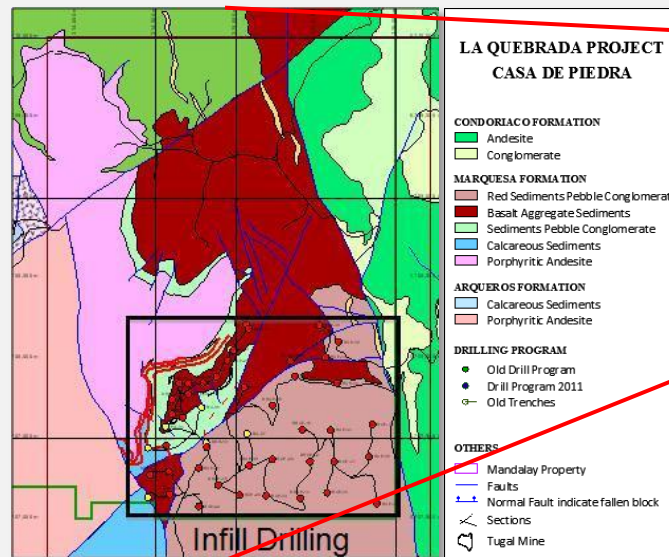 LA QUEBRADA PROJECT
CASA DE PIEDRA
CONDORIACO FORMATION
Andesite
Conglomerate
MARQUESA FORMATION
Red Sediments Pebble Conglomerat
Basalt Aggregate Sediments
Sediments Pebble Conglomerate
Calcareous Sediments
Porphyritic Andesite
ARQUEROS FORMATION
Calcareous Sediments
Porphyritic Andesite
DRILLING PROGRAM
Old Drill Program
Drill Program 2011
Old Trenches
OTHERS
Mandalay Property
Faults
Normal Fault indicate fallen block
Sections
Tugal Mine
Infill Drilling